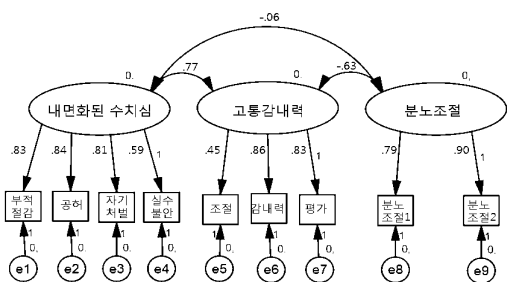 -.06
.77
-.63
0.
0.
0,
내면화된 수치심
고통감내력
분노조절
.83
.84
.81
.59
1
.45
.86
.83
1
.79
.90
1
부적
절감
공허
자기
처벌
실수
불안
조절
감내력
평가
분노
조절1
분노
조절2
1
0,
1
0.
1
0.
1
0.
1
0,
1
0.
1
0.
1
0,
1
0.
e1
e2
e3
e4
e5
e6
e7
e8
e9